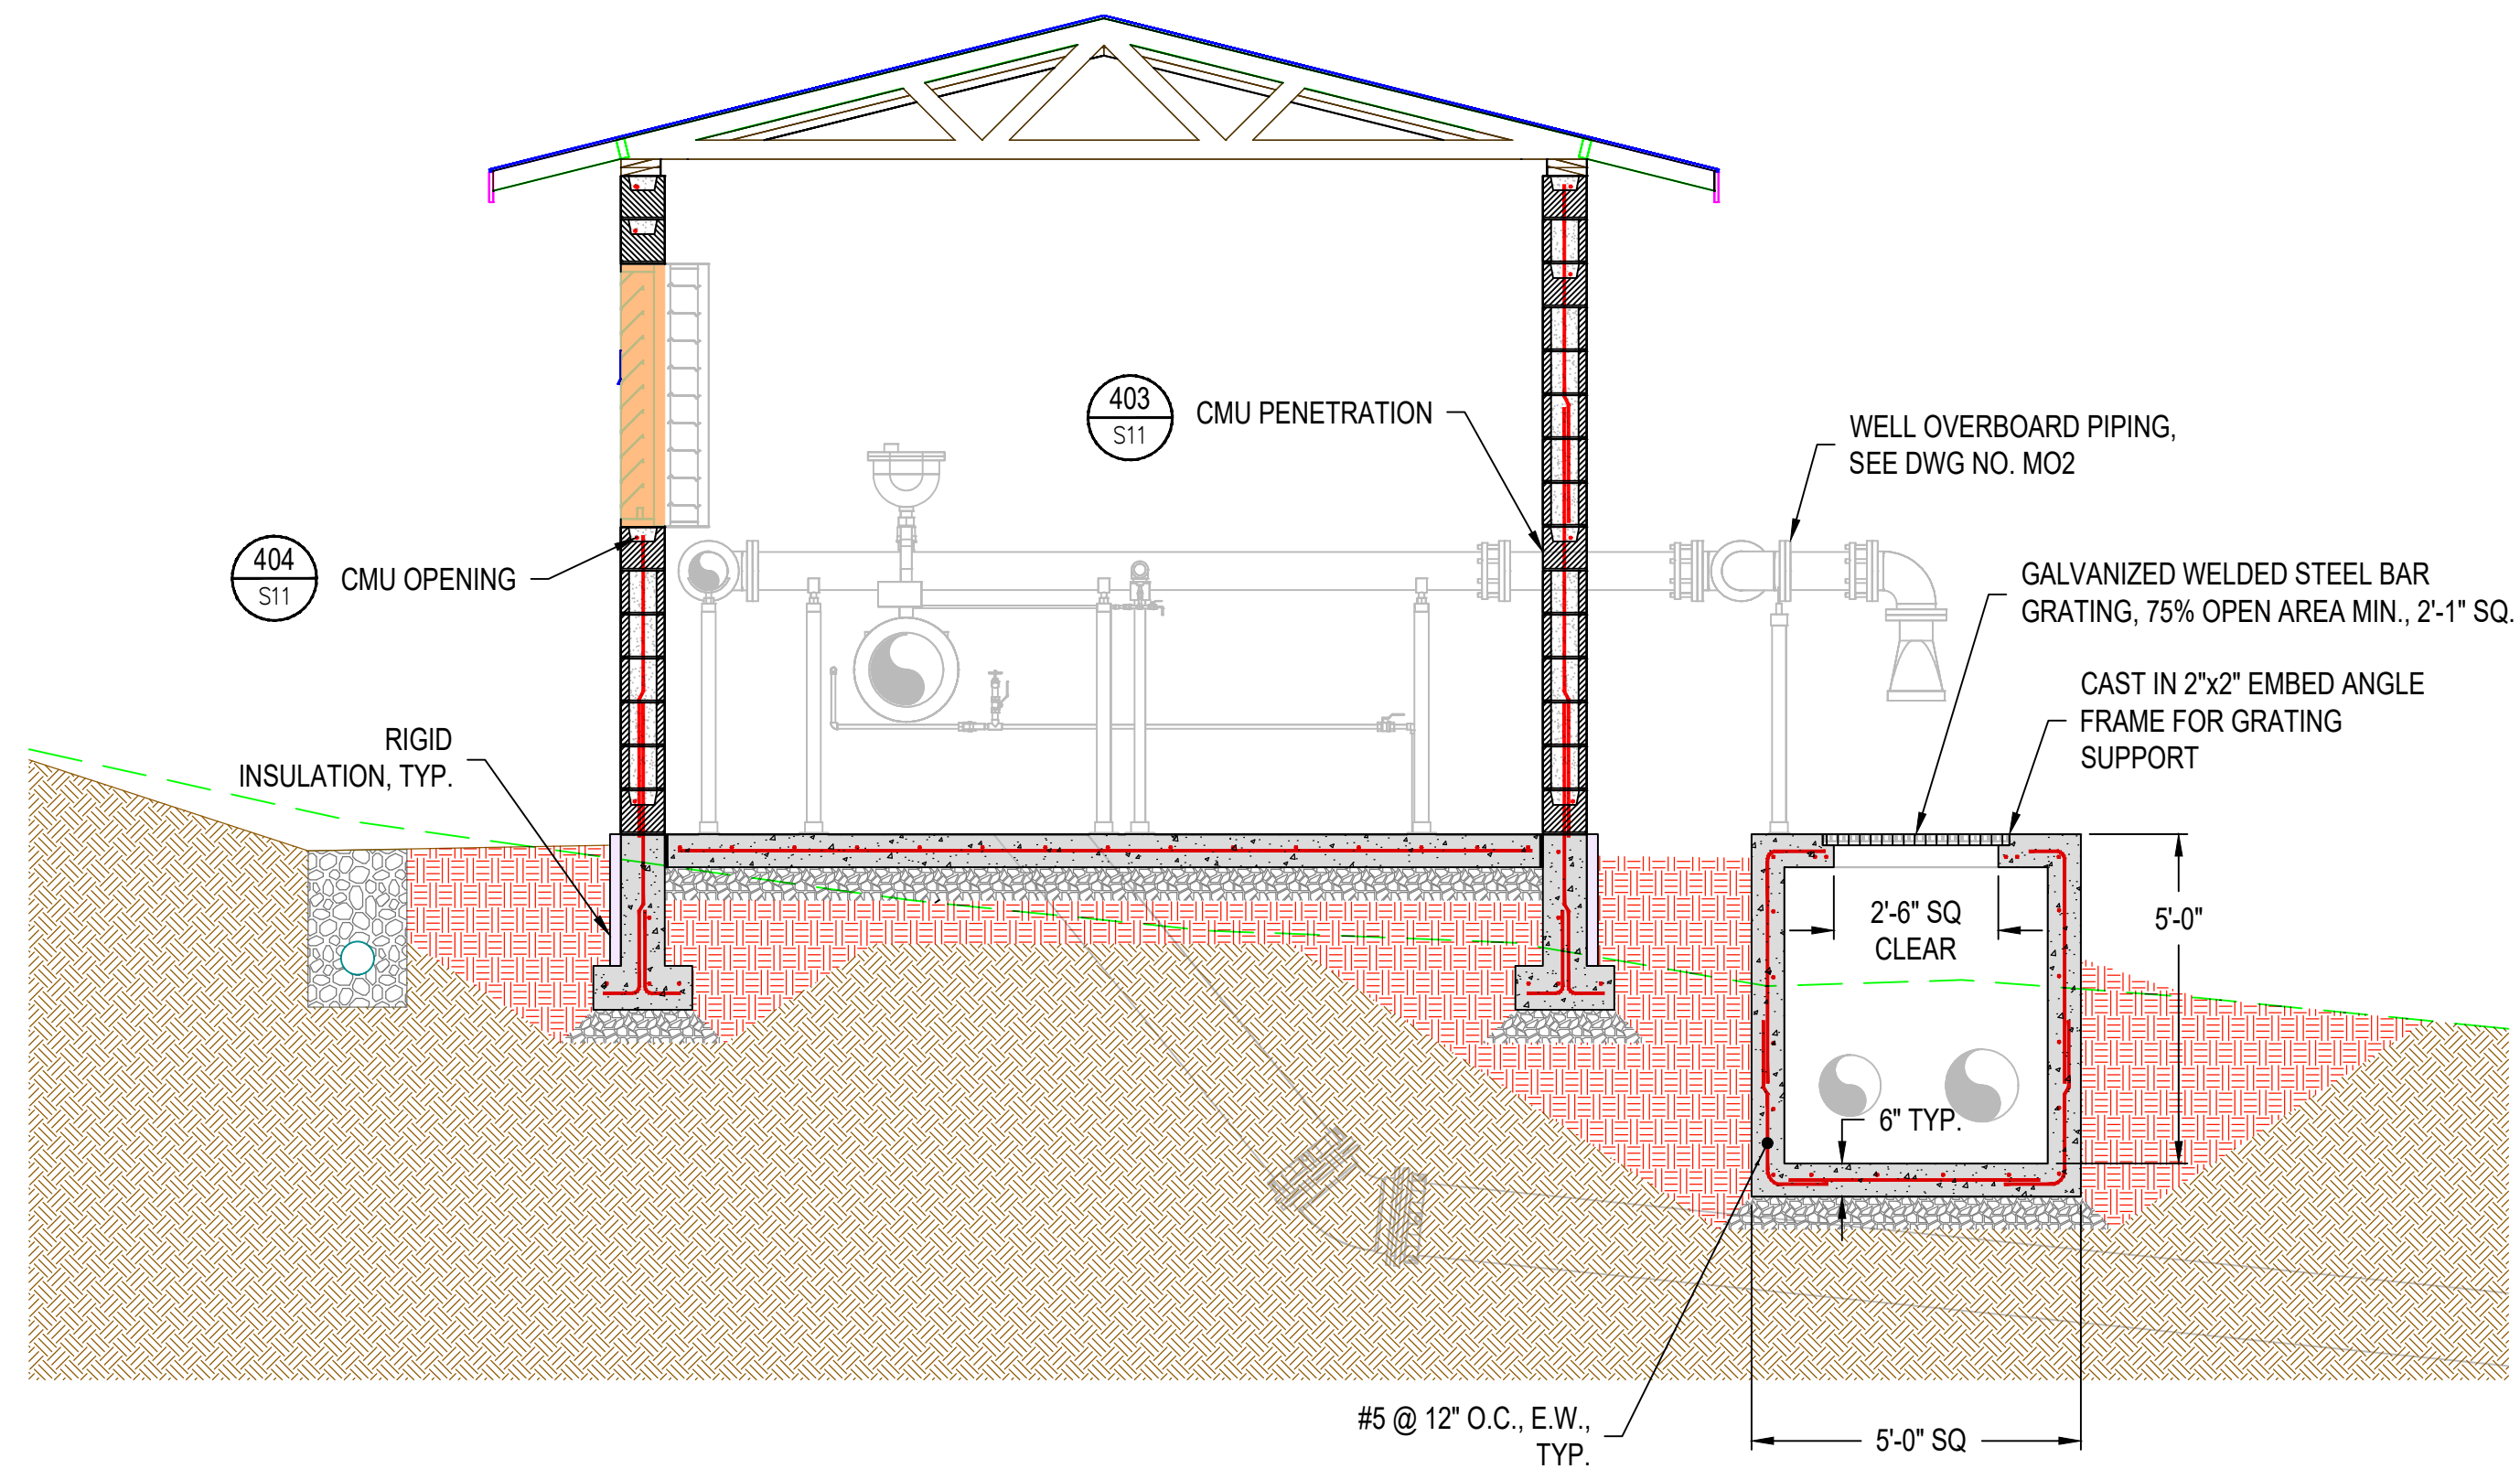 403
S11
CMU PENETRATION
WELL OVERBOARD PIPING,
SEE DWG NO. MO2
404
S11
CMU OPENING
GALVANIZED WELDED STEEL BAR
GRATING, 75% OPEN AREA MIN., 2'-1" SQ.
CAST IN 2"x2" EMBED ANGLE
FRAME FOR GRATING
SUPPORT
RIGID
INSULATION, TYP.
2'-6" SQ
CLEAR
5'-0"
6" TYP.
#5 @ 12" O.C., E.W.,
TYP.
5'-0" SQ